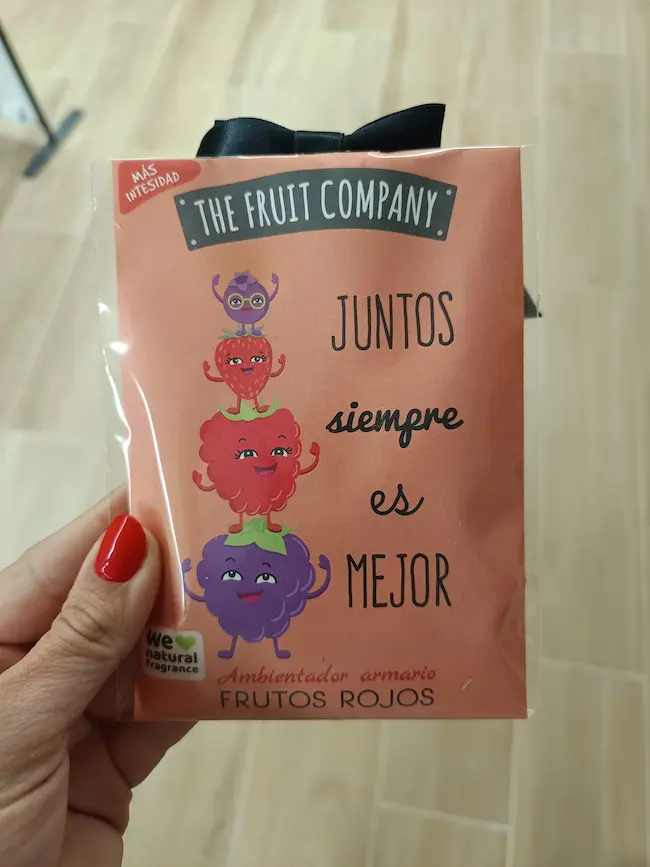 MÁS
INTESIDAD
THE FRUIT COMPANY
JUNTOS
siempre
es
MEJOR
we
natural
fragrance
Ambientador armario
FRUTOS ROJOS